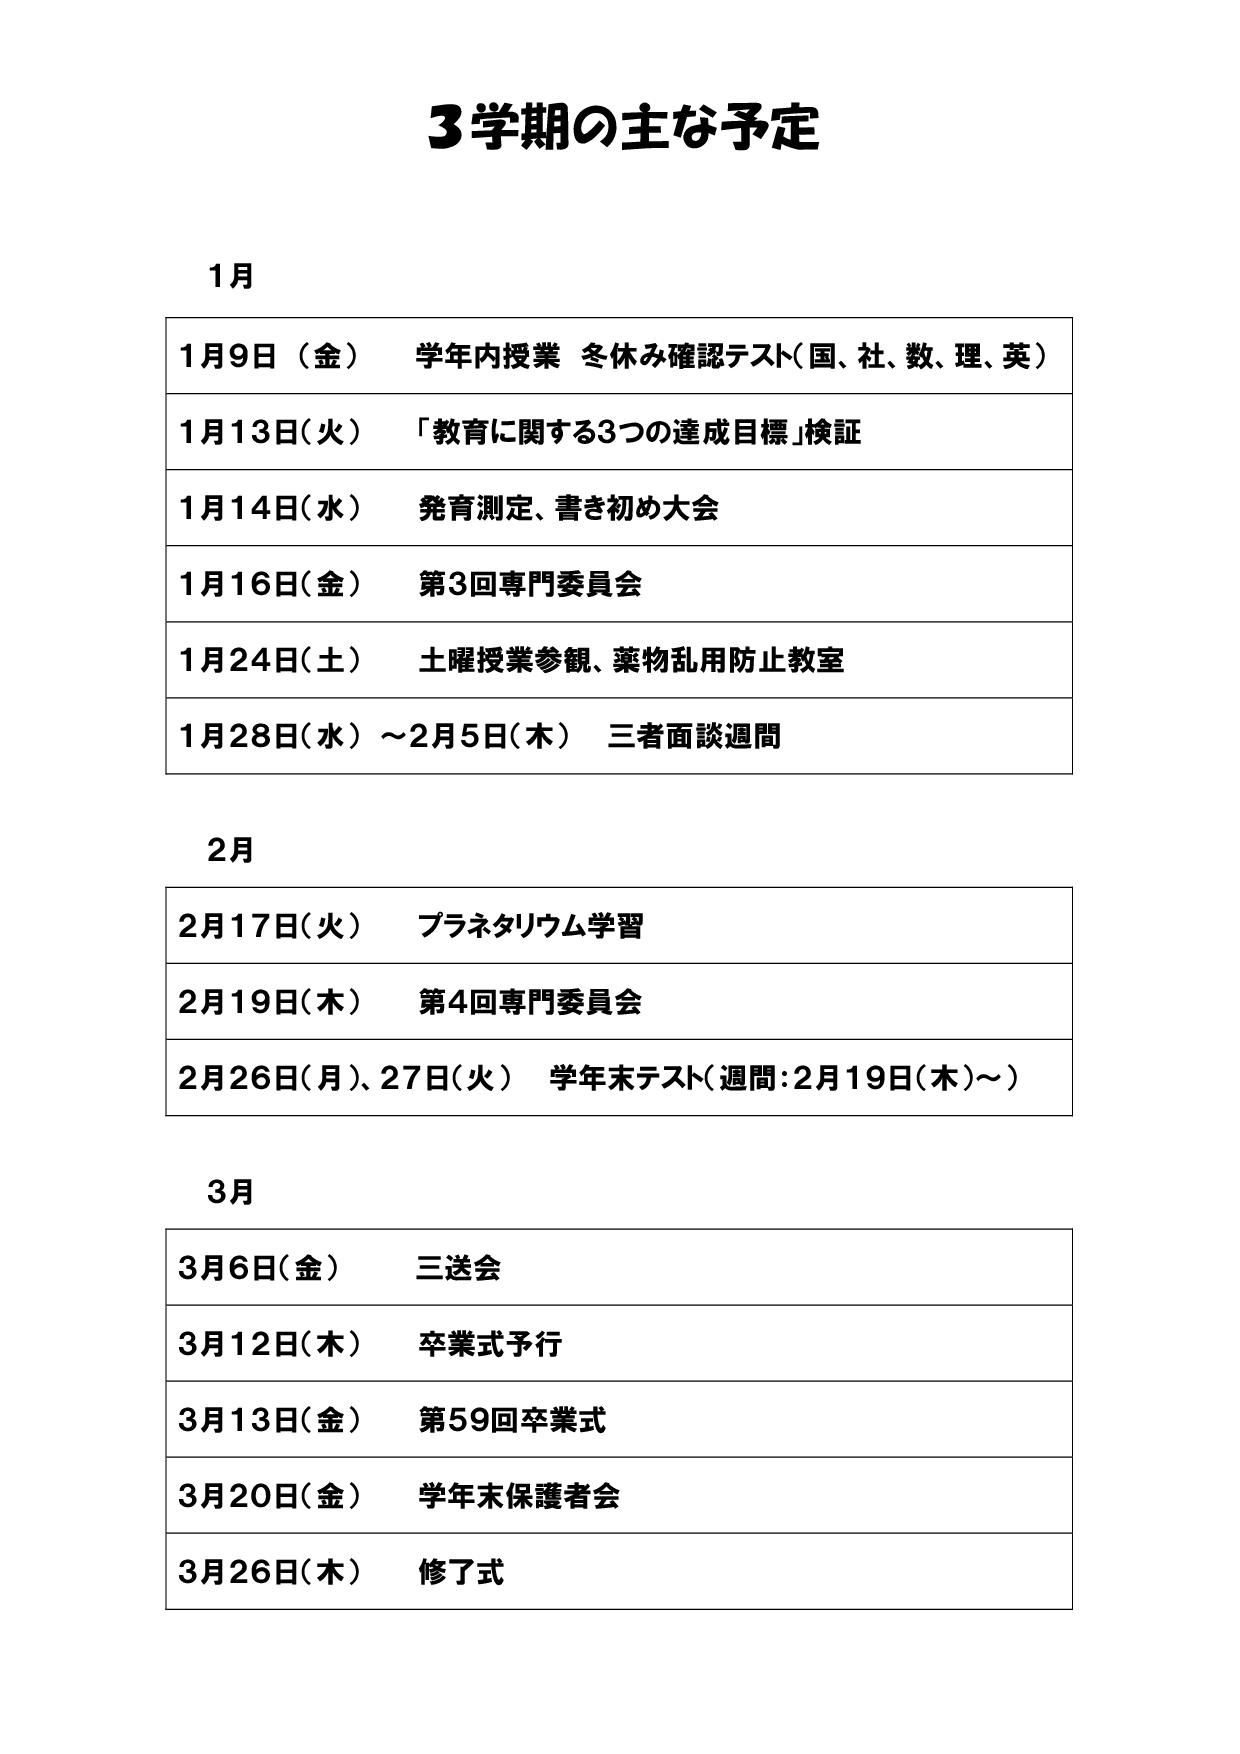 ３学期の主な予定
１月
１月９日（金）　　学年内授業　冬休み確認テスト（国、社、数、理、英）
１月１３日（火）　　「教育に関する３つの達成目標」検証
１月１４日（水）　　発育測定、書き初め大会
１月１６日（金）　　第３回専門委員会
１月２４日（土）　　土曜授業参観、薬物乱用防止教室
１月２８日（水）～２月５日（木）　三者面談週間
２月
２月１７日（火）　　プラネタリウム学習
２月１９日（木）　　第４回専門委員会
２月２６日（月）、２７日（火）　学年末テスト（週間：２月１９日（木）～）
３月
３月６日（金）　　三送会
３月１２日（木）　　卒業式予行
３月１３日（金）　　第５９回卒業式
３月２０日（金）　　学年末保護者会
３月２６日（木）　　修了式